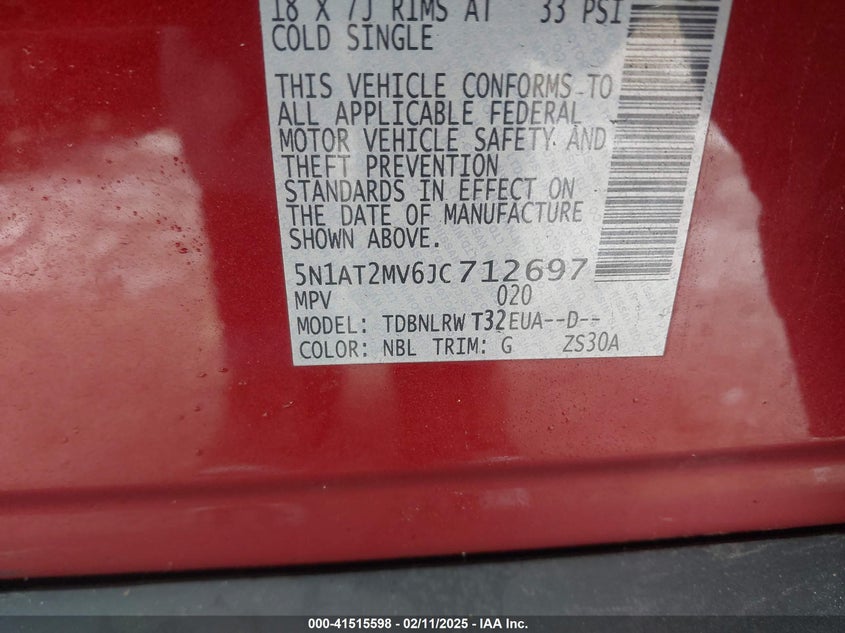 18 X 7J RIMS AT 33 PSI
COLD SINGLE
THIS VEHICLE CONFORMS TO
ALL APPLICABLE FEDERAL
MOTOR VEHICLE SAFETY AND
THEFT PREVENTION
STANDARDS IN EFFECT ON
THE DATE OF MANUFACTURE
SHOWN ABOVE.
5N1AT2MV6JC712697
MPV 020
MODEL: TDBNLRW T32EUA--D--
COLOR: NBL TRIM: G ZS30A
000-41515598 - 02/11/2025 - IAA Inc.